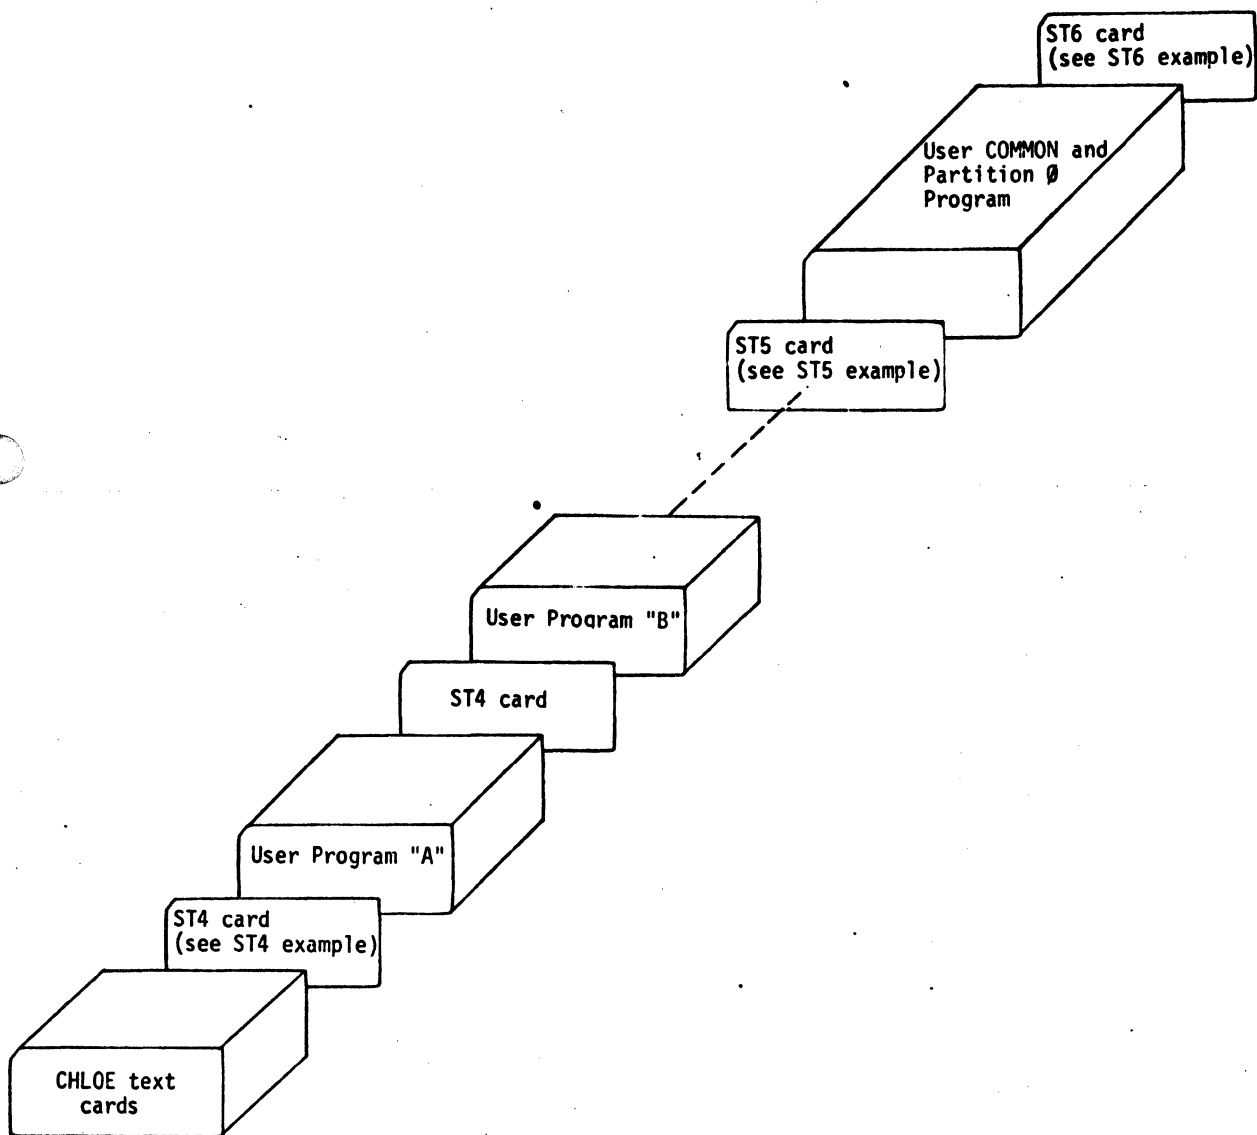 ST6 card
(see ST6 example)
User COMMON and
Partition Ø
Program
ST5 card
(see ST5 example)
User Program "B"
ST4 card
User Program "A"
ST4 card
(see ST4 example)
CHLOE text
cards